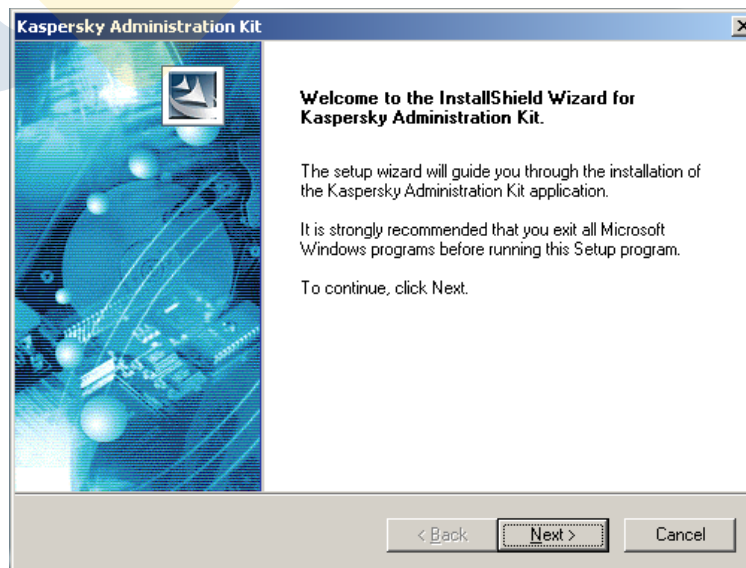 Kaspersky Administration Kit
Welcome to the InstallShield Wizard for
Kaspersky Administration Kit.
The setup wizard will guide you through the installation of
the Kaspersky Administration Kit application.
It is strongly recommended that you exit all Microsoft
Windows programs before running this Setup program.
To continue, click Next.
< Back
Next >
Cancel